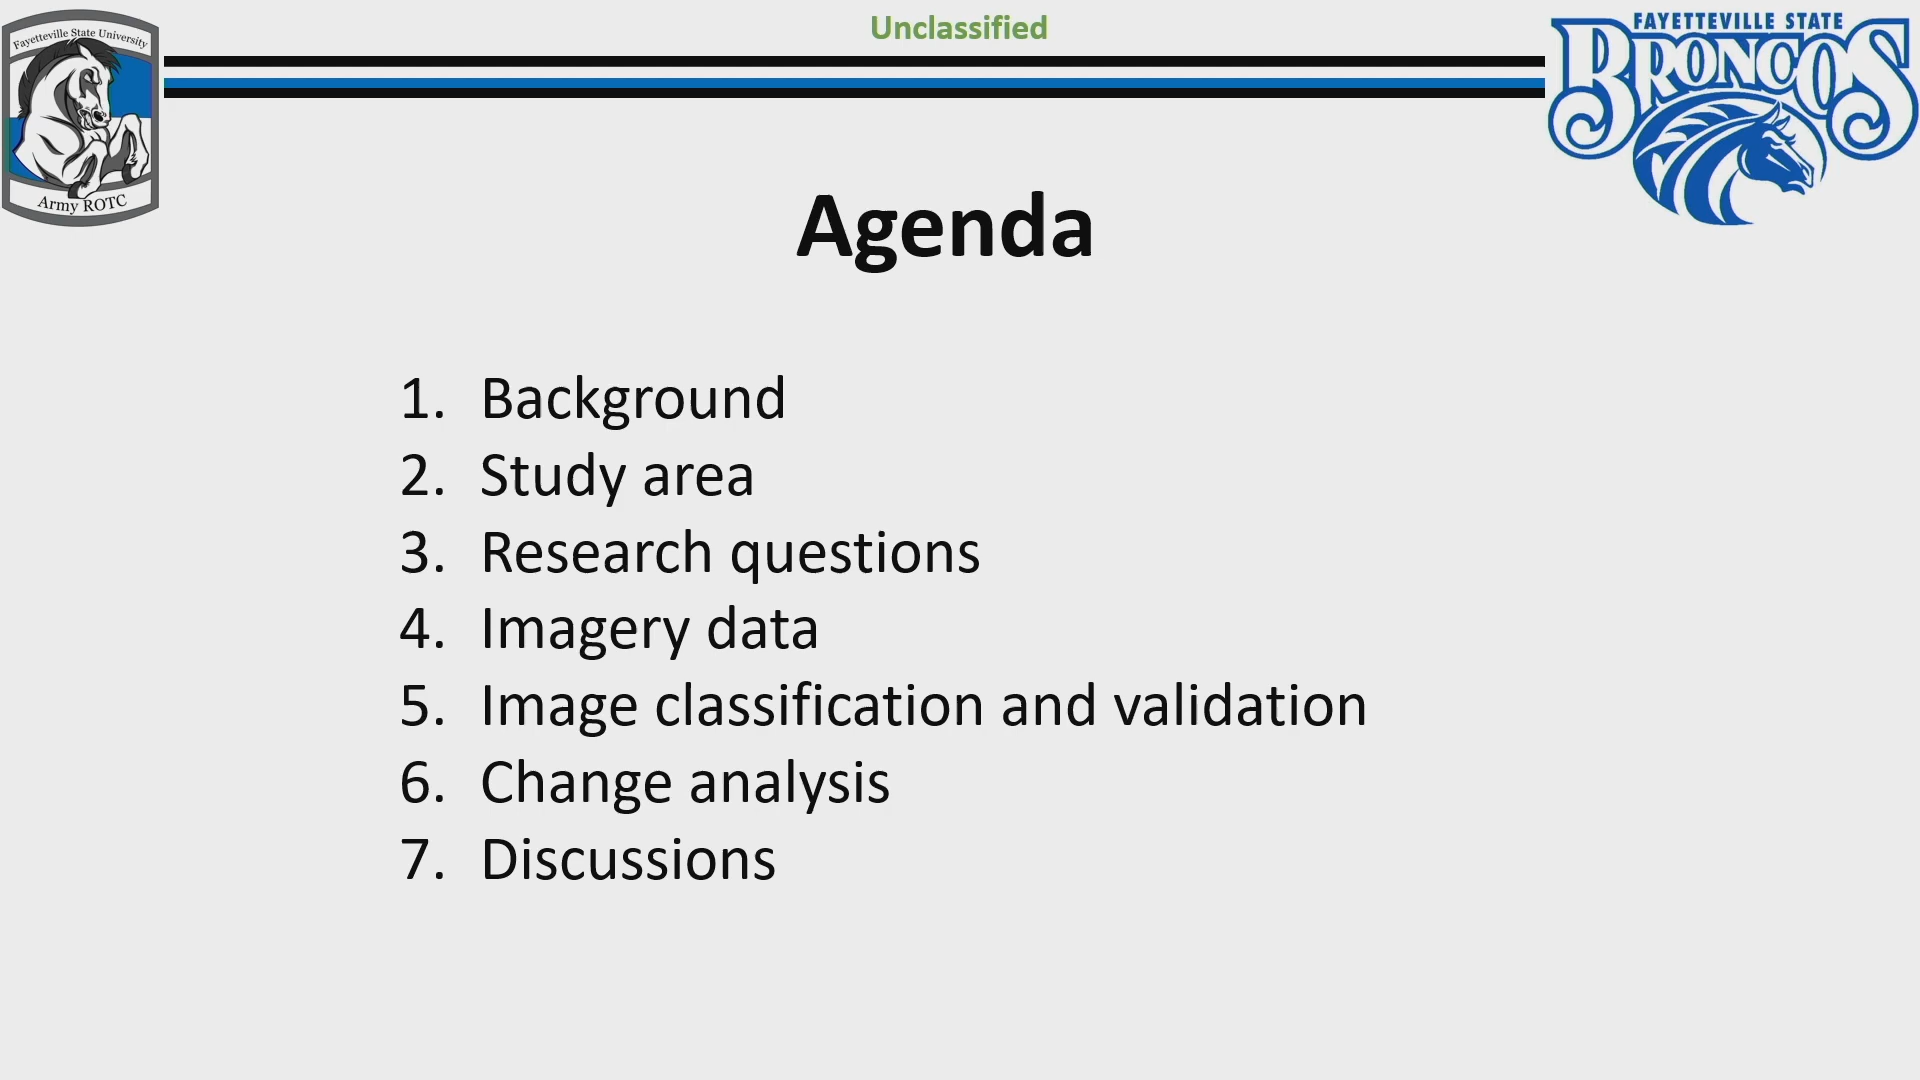 Unclassified
Fayetteville State University
Army ROTC
FAYETTEVILLE STATE
BRONCOS
Agenda
1. Background
2. Study area
3. Research questions
4. Imagery data
5. Image classification and validation
6. Change analysis
7. Discussions